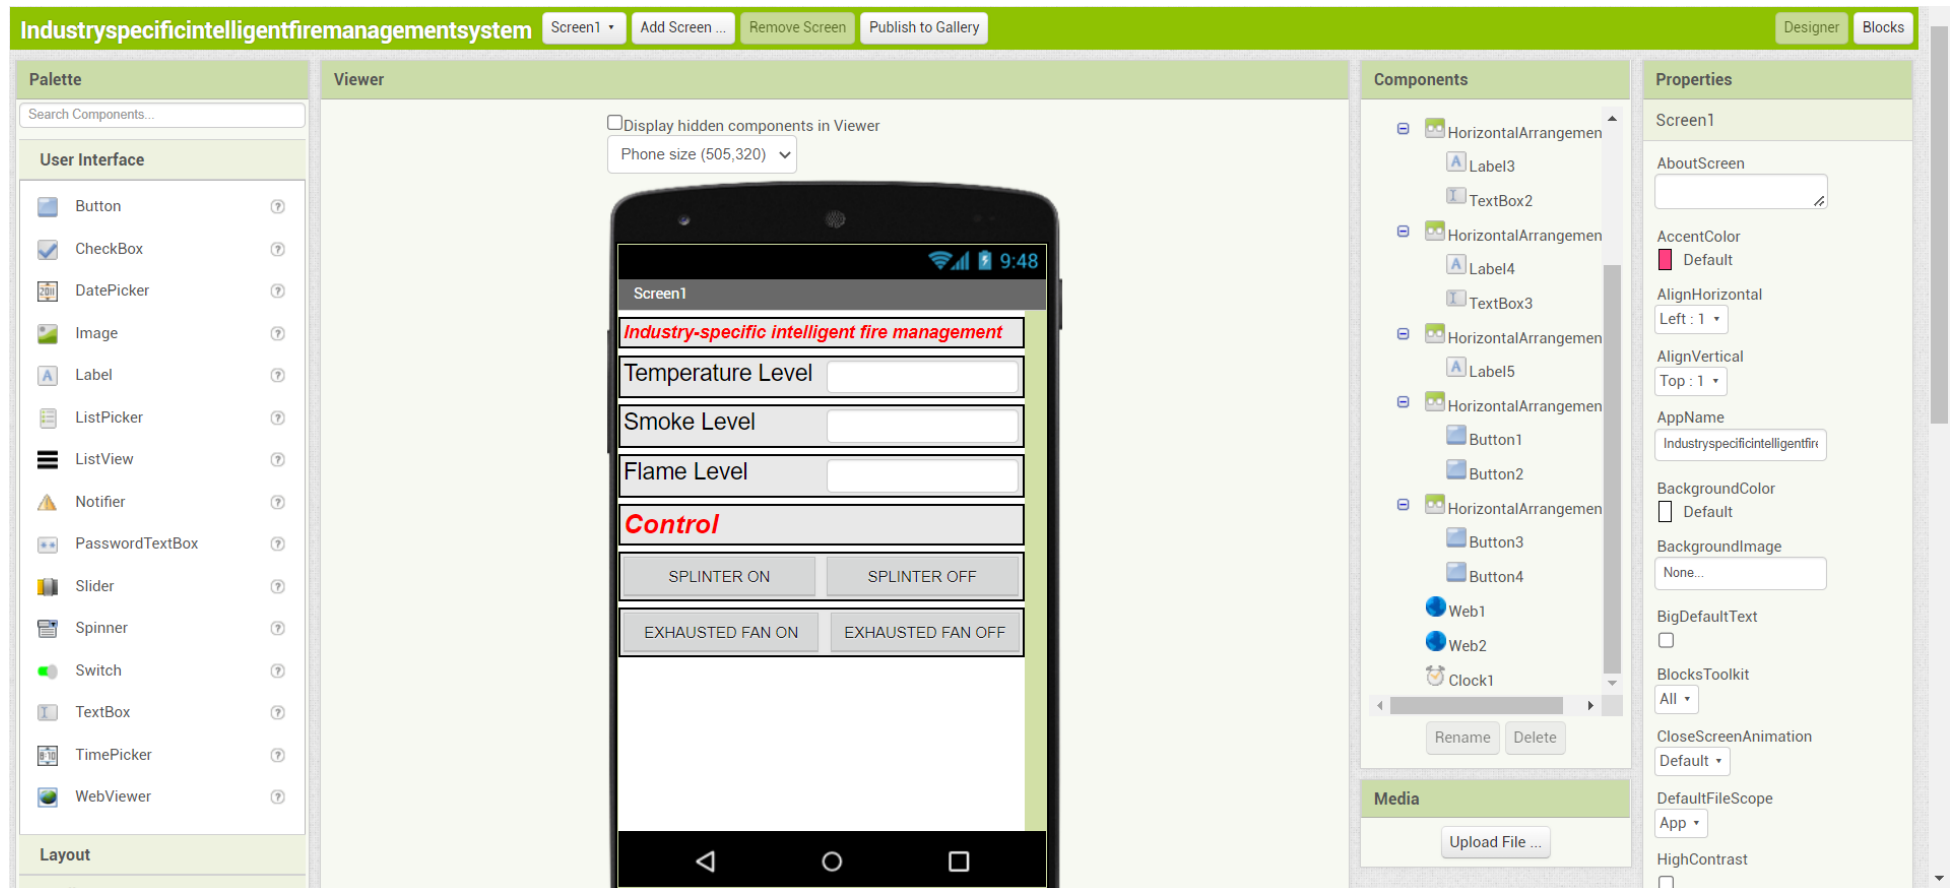 Industryspecificintelligentfiremanagementsystem
Screen1
Add Screen ...
Remove Screen
Publish to Gallery
Designer
Blocks
Palette
Search Components...
User Interface
Button
CheckBox
DatePicker
Image
Label
ListPicker
ListView
Notifier
PasswordTextBox
Slider
Spinner
Switch
TextBox
TimePicker
WebViewer
Layout
Viewer
Display hidden components in Viewer
Phone size (505,320)
9:48
Screen1
Industry-specific intelligent fire management
Temperature Level
Smoke Level
Flame Level
Control
SPLINTER ON
SPLINTER OFF
EXHAUSTED FAN ON
EXHAUSTED FAN OFF
Components
HorizontalArrangemen
Label3
TextBox2
HorizontalArrangemen
Label4
TextBox3
HorizontalArrangemen
Label5
HorizontalArrangemen
Button1
Button2
HorizontalArrangemen
Button3
Button4
Web1
Web2
Clock1
Rename
Delete
Media
Upload File ...
Properties
Screen1
AboutScreen
AccentColor
Default
AlignHorizontal
Left : 1
AlignVertical
Top : 1
AppName
Industryspecificintelligentfire
BackgroundColor
Default
BackgroundImage
None...
BigDefaultText
BlocksToolkit
All
CloseScreenAnimation
Default
DefaultFileScope
App
HighContrast